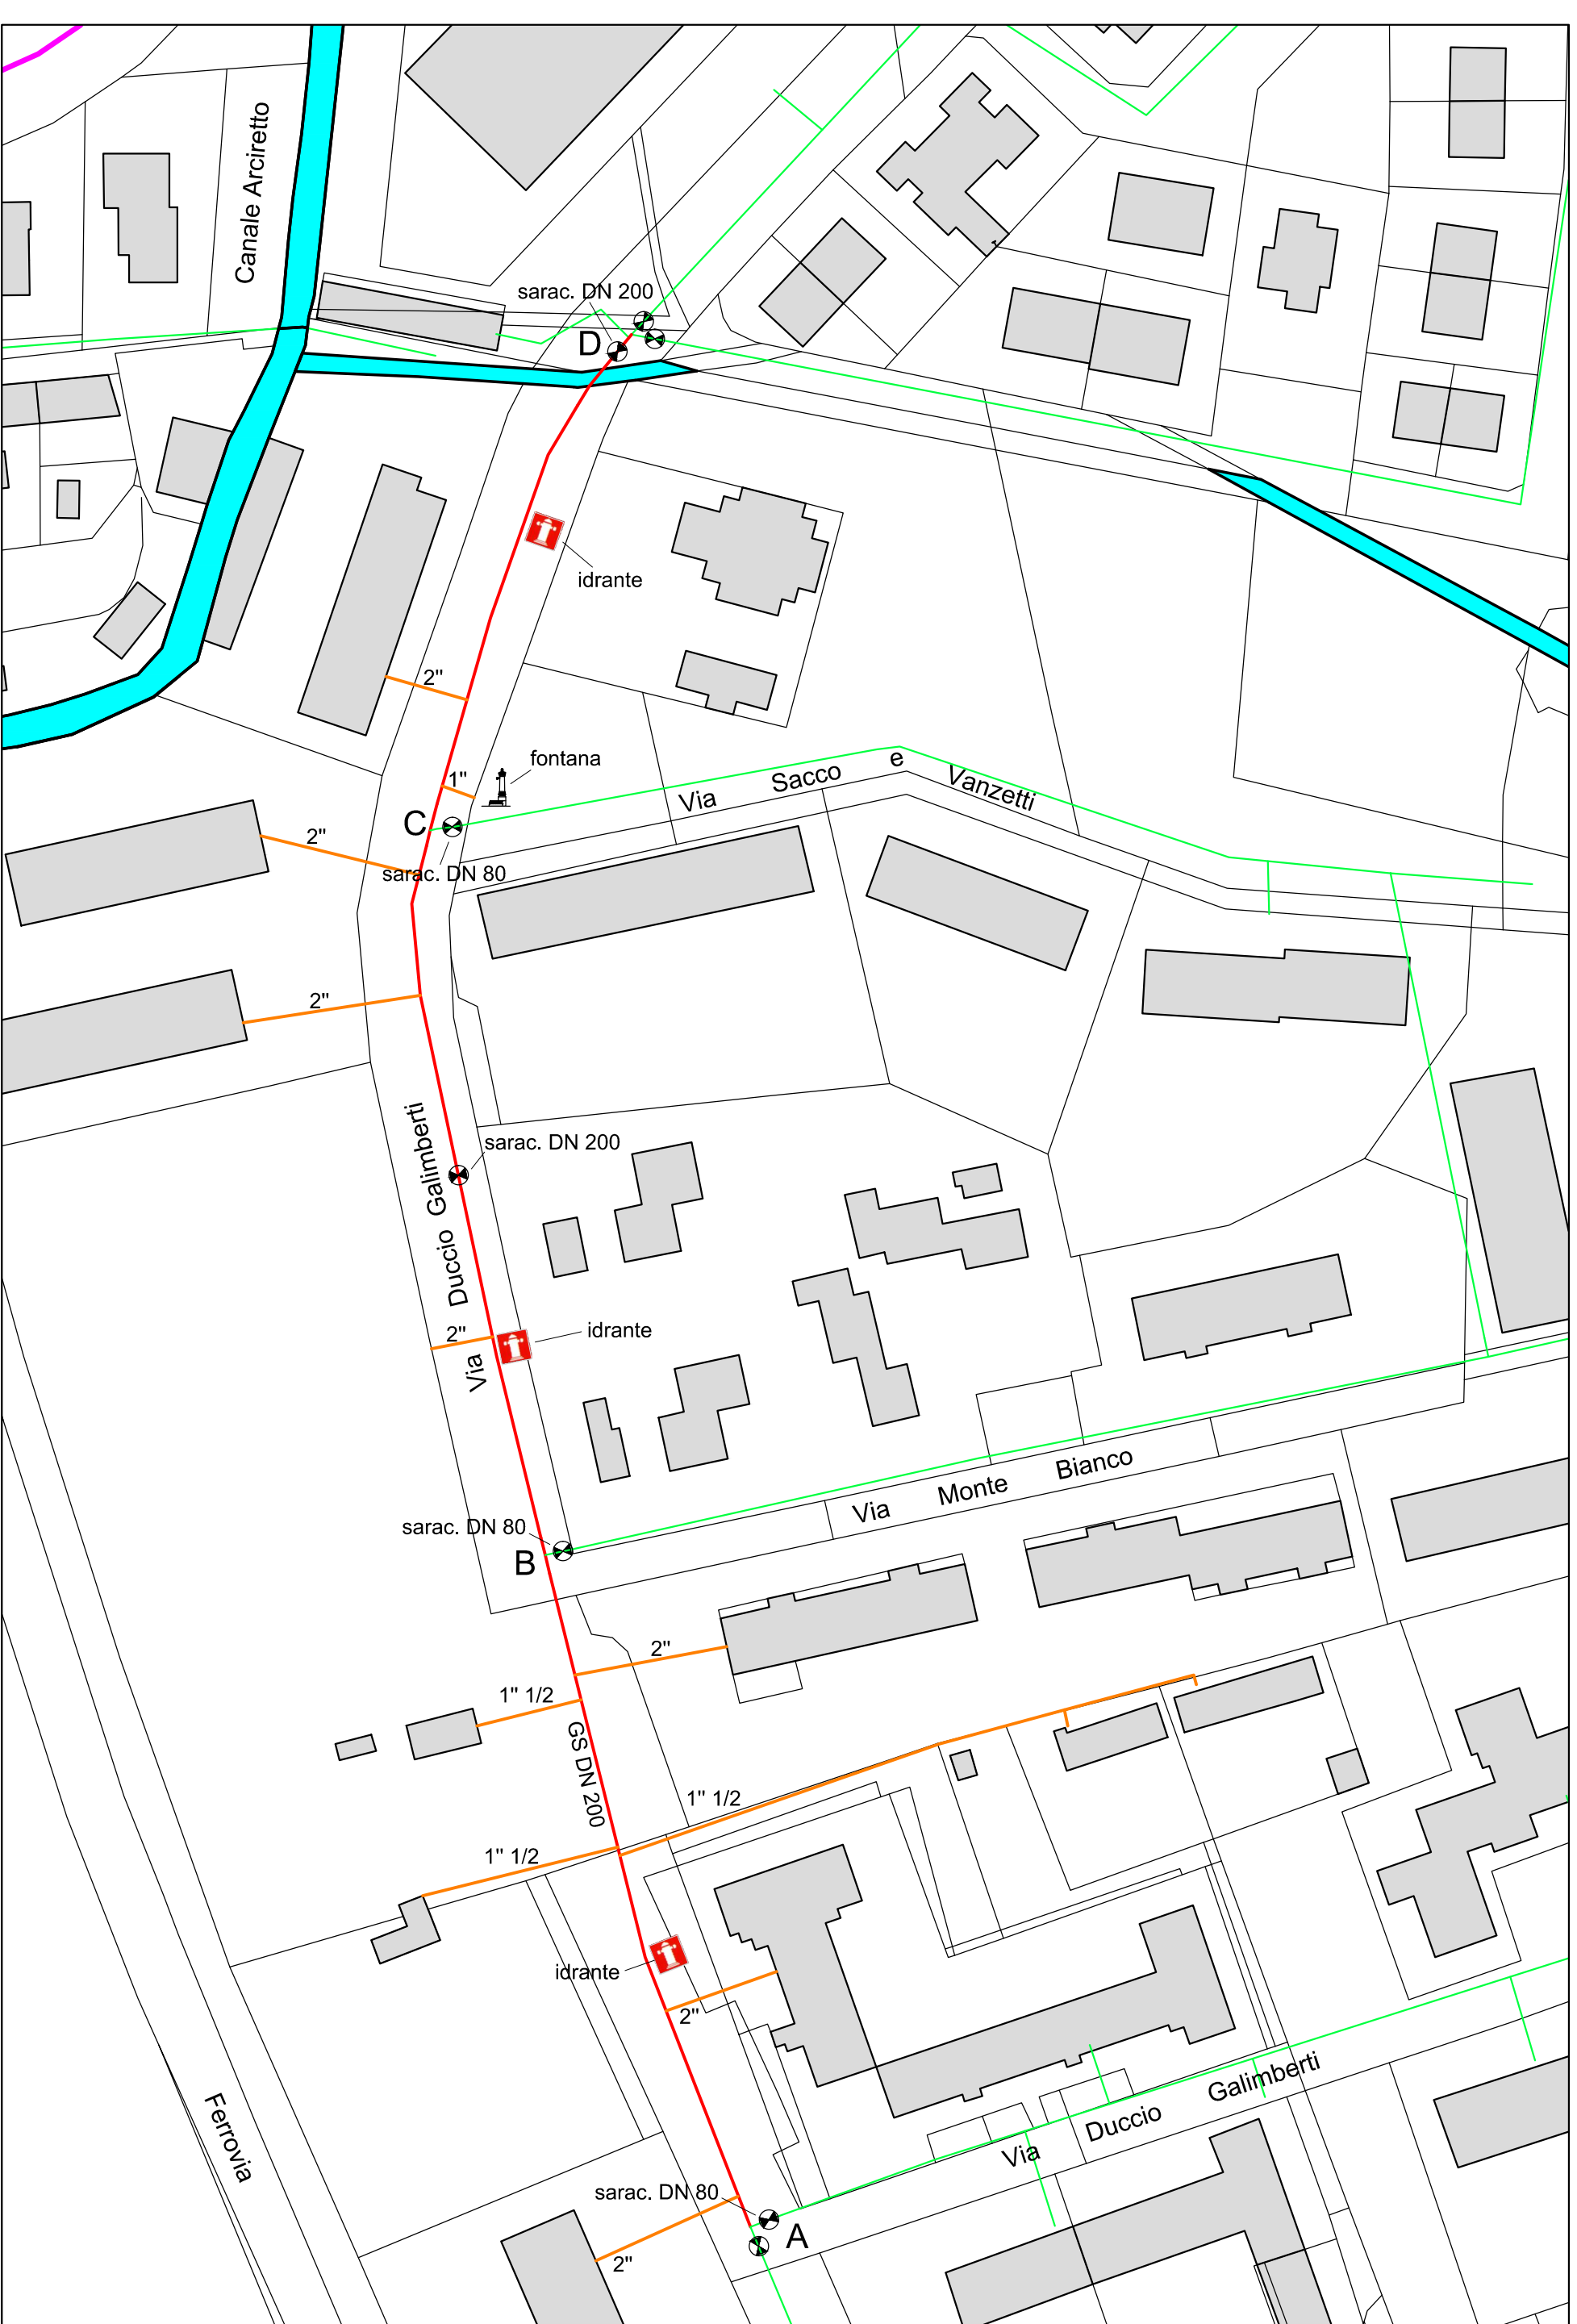 Canale Arciretto
sarac. DN 200
D
idrante
2"
fontana
1"
Via Sacco e Vanzetti
C
2"
sarac. DN 80
2"
Via Duccio Galimberti
sarac. DN 200
idrante
2"
Via Monte Bianco
sarac. DN 80
B
2"
1" 1/2
GS DN 200
1" 1/2
1" 1/2
idrante
2"
Via Duccio Galimberti
Ferrovia
sarac. DN 80
A
2"